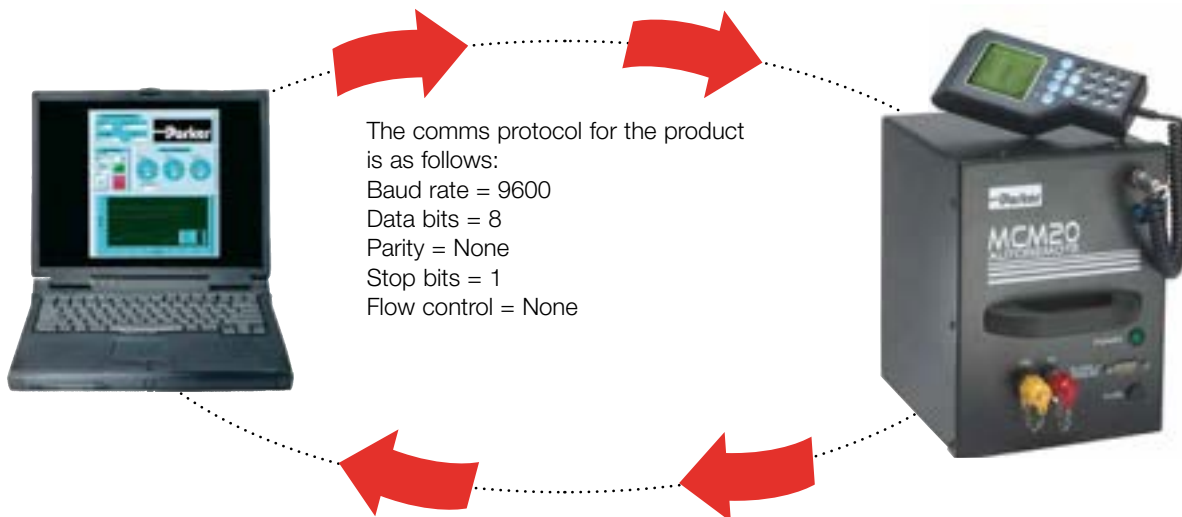 Parker
The comms protocol for the product
is as follows:
Baud rate = 9600
Data bits = 8
Parity = None
Stop bits = 1
Flow control = None
Parker
MCM20
AUTOREMOTE